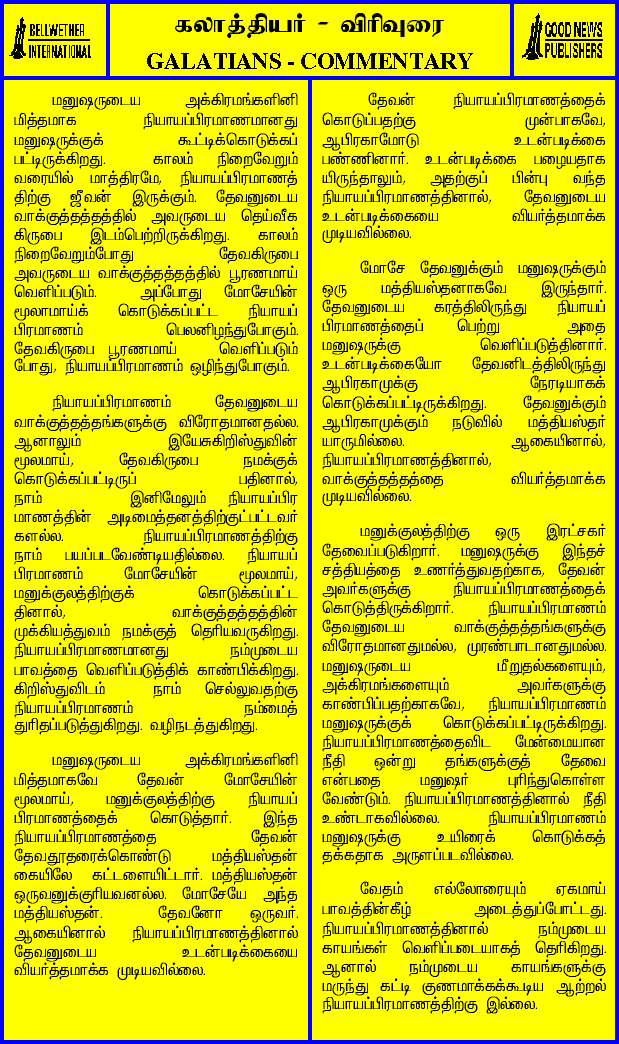 BELLWETHER
INTERNATIONAL
கலாத்தியர் - விரிவுரை
GALATIANS - COMMENTARY
GOOD NEWS
PUBLISHERS
மனுஷருடைய அக்கிரமங்களினி
மித்தமாக நியாயப்பிரமாணமானது
மனுஷருக்குக் கூட்டிக்கொடுக்கப்
பட்டிருக்கிறது. காலம் நிறைவேறும்
வரையில் மாத்திரமே, நியாயப்பிரமாணத்
திற்கு ஜீவன் இருக்கும். தேவனுடைய
வாக்குத்தத்தத்தில் அவருடைய தெய்வீக
கிருபை இடம்பெற்றிருக்கிறது. காலம்
நிறைவேறும்போது தேவகிருபை
அவருடைய வாக்குத்தத்தத்தில் பூரணமாய்
வெளிப்படும். அப்போது மோசேயின்
மூலமாய்க் கொடுக்கப்பட்ட நியாயப்
பிரமாணம் பெலனிழந்துபோகும்.
தேவகிருபை பூரணமாய் வெளிப்படும்
போது, நியாயப்பிரமாணம் ஒழிந்துபோகும்.
நியாயப்பிரமாணம் தேவனுடைய
வாக்குத்தத்தங்களுக்கு விரோதமானதல்ல.
ஆனாலும் இயேசுகிறிஸ்துவின்
மூலமாய், தேவகிருபை நமக்குக்
கொடுக்கப்பட்டிருப் பதினால்,
நாம் இனிமேலும் நியாயப்பிர
மாணத்தின் அடிமைத்தனத்திற்குட்பட்டவர்
களல்ல. நியாயப்பிரமாணத்திற்கு
நாம் பயப்படவேண்டியதில்லை. நியாயப்
பிரமாணம் மோசேயின் மூலமாய்,
மனுக்குலத்திற்குக் கொடுக்கப்பட்ட
தினால், வாக்குத்தத்தத்தின்
முக்கியத்துவம் நமக்குத் தெரியவருகிறது.
நியாயப்பிரமாணமானது நம்முடைய
பாவத்தை வெளிப்படுத்திக் காண்பிக்கிறது.
கிறிஸ்துவிடம் நாம் செல்லுவதற்கு
நியாயப்பிரமாணம் நம்மைத்
துரிதப்படுத்துகிறது. வழிநடத்துகிறது.
மனுஷருடைய அக்கிரமங்களினி
மித்தமாகவே தேவன் மோசேயின்
மூலமாய், மனுக்குலத்திற்கு நியாயப்
பிரமாணத்தைக் கொடுத்தார். இந்த
நியாயப்பிரமாணத்தை தேவன்
தேவதூதரைக்கொண்டு மத்தியஸ்தன்
கையிலே கட்டளையிட்டார். மத்தியஸ்தன்
ஒருவனுக்குரியவனல்ல. மோசேயே அந்த
மத்தியஸ்தன். தேவனோ ஒருவர்.
ஆகையினால் நியாயப்பிரமாணத்தினால்
தேவனுடைய உடன்படிக்கையை
வியர்த்தமாக்க முடியவில்லை.
தேவன் நியாயப்பிரமாணத்தைக்
கொடுப்பதற்கு முன்பாகவே,
ஆபிரகாமோடு உடன்படிக்கை
பண்ணினார். உடன்படிக்கை பழையதாக
யிருந்தாலும், அதற்குப் பின்பு வந்த
நியாயப்பிரமாணத்தினால், தேவனுடைய
உடன்படிக்கையை வியர்த்தமாக்க
முடியவில்லை.
மோசே தேவனுக்கும் மனுஷருக்கும்
ஒரு மத்தியஸ்தனாகவே இருந்தார்.
தேவனுடைய கரத்திலிருந்து நியாயப்
பிரமாணத்தைப் பெற்று அதை
மனுஷருக்கு வெளிப்படுத்தினார்.
உடன்படிக்கையோ தேவனிடத்திலிருந்து
ஆபிரகாமுக்கு நேரடியாகக்
கொடுக்கப்பட்டிருக்கிறது. தேவனுக்கும்
ஆபிரகாமுக்கும் நடுவில் மத்தியஸ்தர்
யாருமில்லை. ஆகையினால்,
நியாயப்பிரமாணத்தினால்,
வாக்குத்தத்தத்தை வியர்த்தமாக்க
முடியவில்லை.
மனுக்குலத்திற்கு ஒரு இரட்சகர்
தேவைப்படுகிறார். மனுஷருக்கு இந்தச்
சத்தியத்தை உணர்த்துவதற்காக, தேவன்
அவர்களுக்கு நியாயப்பிரமாணத்தைக்
கொடுத்திருக்கிறார். நியாயப்பிரமாணம்
தேவனுடைய வாக்குத்தத்தங்களுக்கு
விரோதமானதுமல்ல, முரண்பாடானதுமல்ல.
மனுஷருடைய மீறுதல்களையும்,
அக்கிரமங்களையும் அவர்களுக்கு
காண்பிப்பதற்காகவே, நியாயப்பிரமாணம்
மனுஷருக்குக் கொடுக்கப்பட்டிருக்கிறது.
நியாயப்பிரமாணத்தைவிட மேன்மையான
நீதி ஒன்று தங்களுக்குத் தேவை
என்பதை மனுஷர் புரிந்துகொள்ள
வேண்டும். நியாயப்பிரமாணத்தினால் நீதி
உண்டாகவில்லை. நியாயப்பிரமாணம்
மனுஷருக்கு உயிரைக் கொடுக்கத்
தக்கதாக அருளப்படவில்லை.
வேதம் எல்லோரையும் ஏகமாய்
பாவத்தின்கீழ் அடைத்துப்போட்டது.
நியாயப்பிரமாணத்தினால் நம்முடைய
காயங்கள் வெளிப்படையாகத் தெரிகிறது.
ஆனால் நம்முடைய காயங்களுக்கு
மருந்து கட்டி குணமாக்கக்கூடிய ஆற்றல்
நியாயப்பிரமாணத்திற்கு இல்லை.